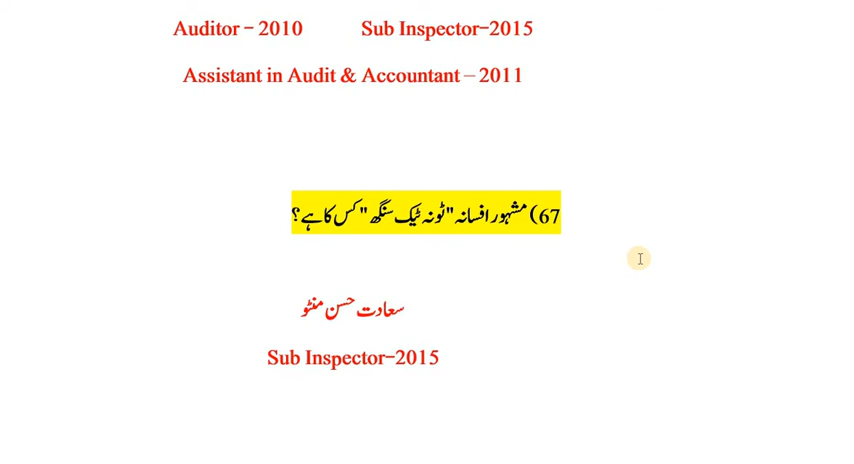 Auditor – 2010 Sub Inspector-2015
Assistant in Audit & Accountant – 2011
67) مشہور افسانہ "ٹونہ ٹیک سنگھ" کس کا ہے؟
سعادت حسن منٹو
Sub Inspector-2015